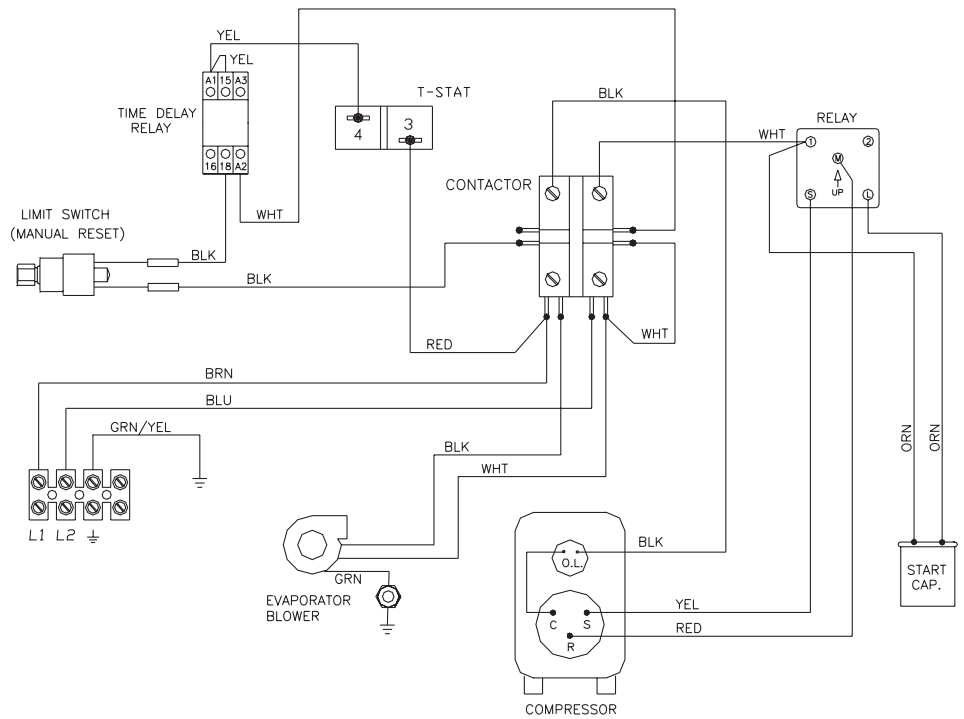 YEL
YEL
A1 15 A3
TIME DELAY
RELAY
16 18 A2
WHT
T-STAT
4
3
BLK
WHT
RELAY
1
2
M
UP
S
L
CONTACTOR
LIMIT SWITCH
(MANUAL RESET)
BLK
BLK
RED
WHT
BRN
BLU
GRN/YEL
BLK
WHT
L1 L2
ORN
ORN
GRN
EVAPORATOR
BLOWER
O.L.
BLK
C
S
R
YEL
RED
START
CAP.
COMPRESSOR